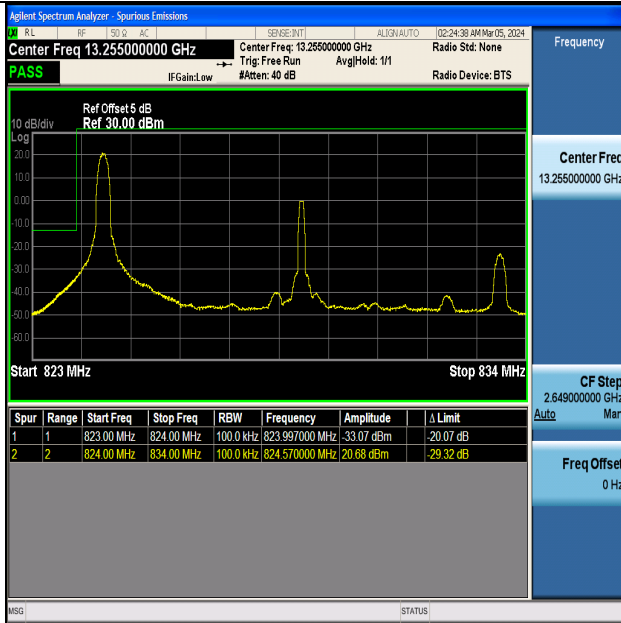 Agilent Spectrum Analyzer - Spurious Emissions
RL RF 50 Ω AC SENSE:INT ALIGN AUTO 02:24:38 AM Mar 05, 2024
Center Freq 13.255000000 GHz
Center Freq: 13.255000000 GHz
Radio Std: None
Frequency
PASS
Trig: Free Run Avg|Hold: 1/1
IFGain:Low
#Atten: 40 dB
Radio Device: BTS
Ref Offset 5 dB
10 dB/div Ref 30.00 dBm
Log
20.0
10.0
0.00
-10.0
-20.0
-30.0
-40.0
-50.0
-60.0
Start 823 MHz
Stop 834 MHz
Center Freq
13.255000000 GHz
CF Step
2.649000000 GHz
Auto Man
Freq Offset
0 Hz
Spur Range Start Freq Stop Freq RBW Frequency Amplitude Δ Limit
1 1 823.00 MHz 824.00 MHz 100.0 kHz 823.997000 MHz -33.07 dBm -20.07 dB
2 2 824.00 MHz 834.00 MHz 100.0 kHz 824.570000 MHz 20.68 dBm -29.32 dB
MSG
STATUS